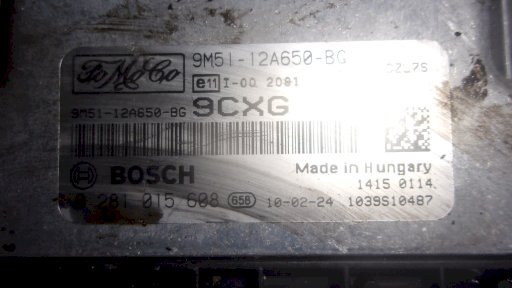 FoMoCo 9M51-12A650-BG
e11 I-00 2081
9M51-12A650-BG 9CXG
BOSCH Made in Hungary
1415 0114
0 281 015 608 658 10-02-24 1039S10487